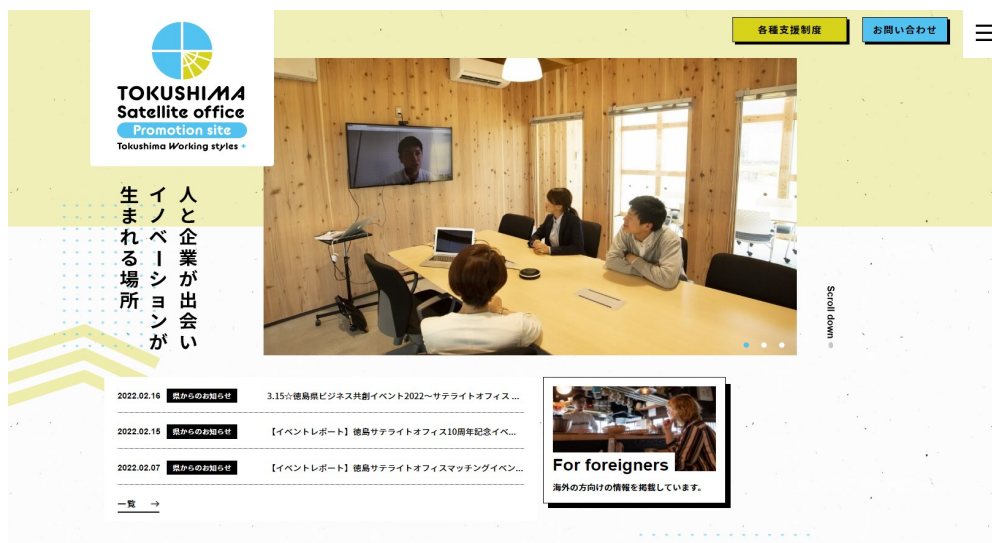 TOKUSHIMA
Satellite office
Promotion site
Tokushima Working styles +
各種支援制度
お問い合わせ
人と企業が出会い
イノベーションが
生まれる場所
Scroll down
2022.02.16 県からのお知らせ 3.15☆徳島県ビジネス共創イベント2022〜サテライトオフィス ...
2022.02.15 県からのお知らせ 【イベントレポート】徳島サテライトオフィス10周年記念イベ...
2022.02.07 県からのお知らせ 【イベントレポート】徳島サテライトオフィスマッチングイベン...
一覧 →
For foreigners
海外の方向けの情報を掲載しています。